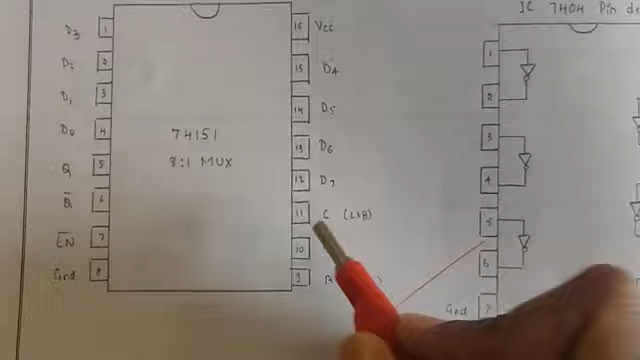 IC 7404 Pin de
D3 1 16 Vcc
D2 2 15 D4
D1 3 14 D5
D0 4 13 D6
74151
8:1 MUX
Q 5 12 D7
Q̅ 6 11 C (LSB)
E̅N̅ 7 10
Gnd 8 9 A
1
2
3
4
5
6
Gnd 7